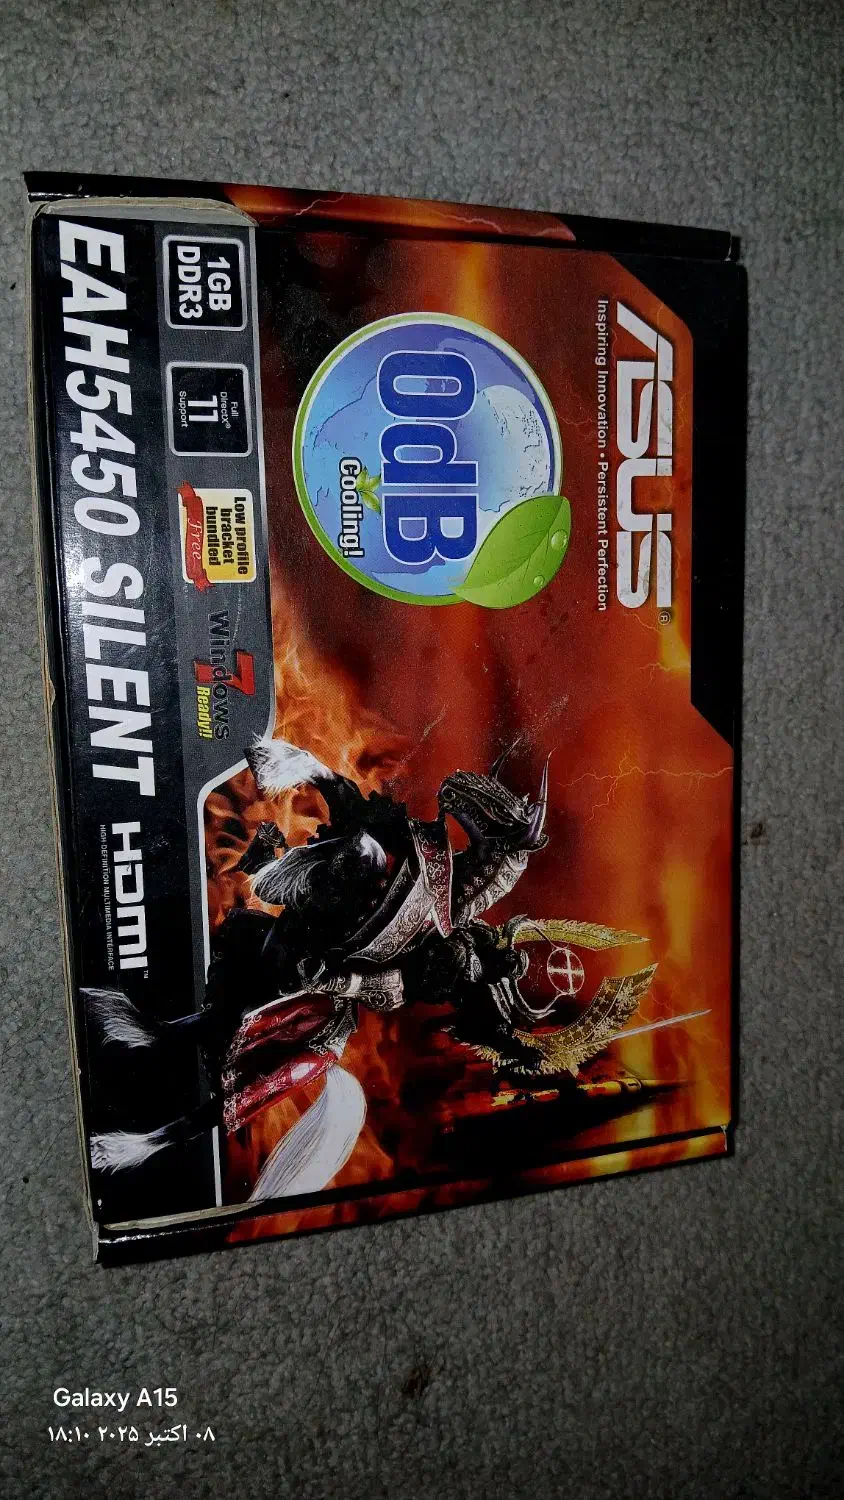 ASUS®
Inspiring Innovation • Persistent Perfection
0dB
Cooling!
1GB
DDR3
Full
DirectX®
11
Support
Low profile
bracket
bundled
Free
Windows
7
Ready!!
EAH5450 SILENT
HDMI™
HIGH-DEFINITION MULTIMEDIA INTERFACE
Galaxy A15
۰۸ اکتبر ۲۰۲۵ ۱۸:۱۰